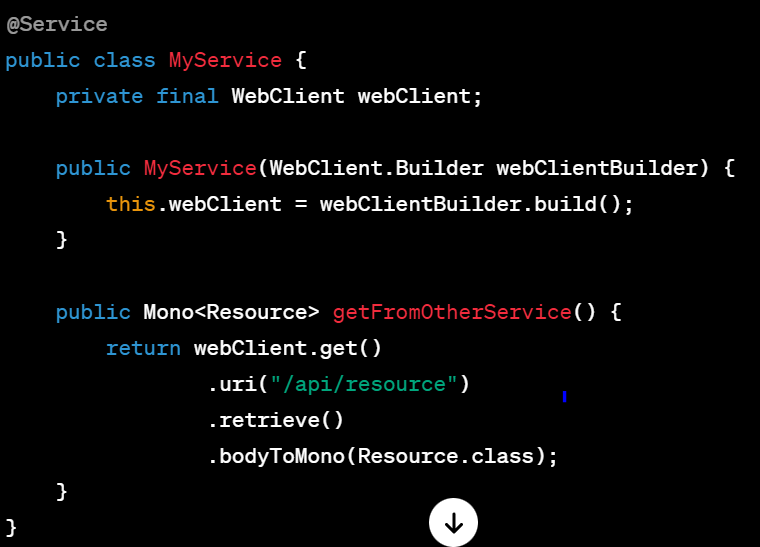 @Service
public class MyService {
private final WebClient webClient;
public MyService(WebClient.Builder webClientBuilder) {
this.webClient = webClientBuilder.build();
}
public Mono<Resource> getFromOtherService() {
return webClient.get()
.uri("/api/resource")
.retrieve()
.bodyToMono(Resource.class);
}
}